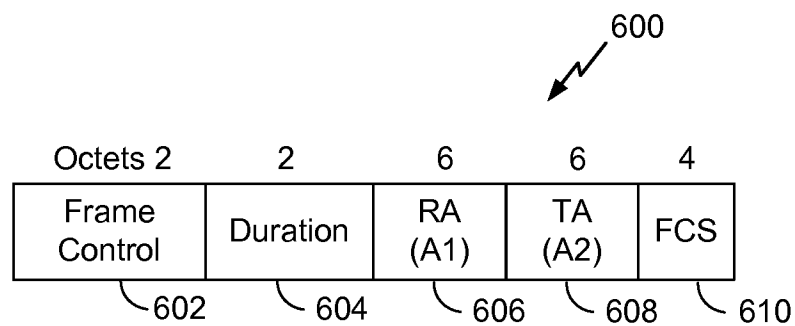 600
Octets 2 2 6 6 4
Frame Control Duration RA (A1) TA (A2) FCS
602 604 606 608 610